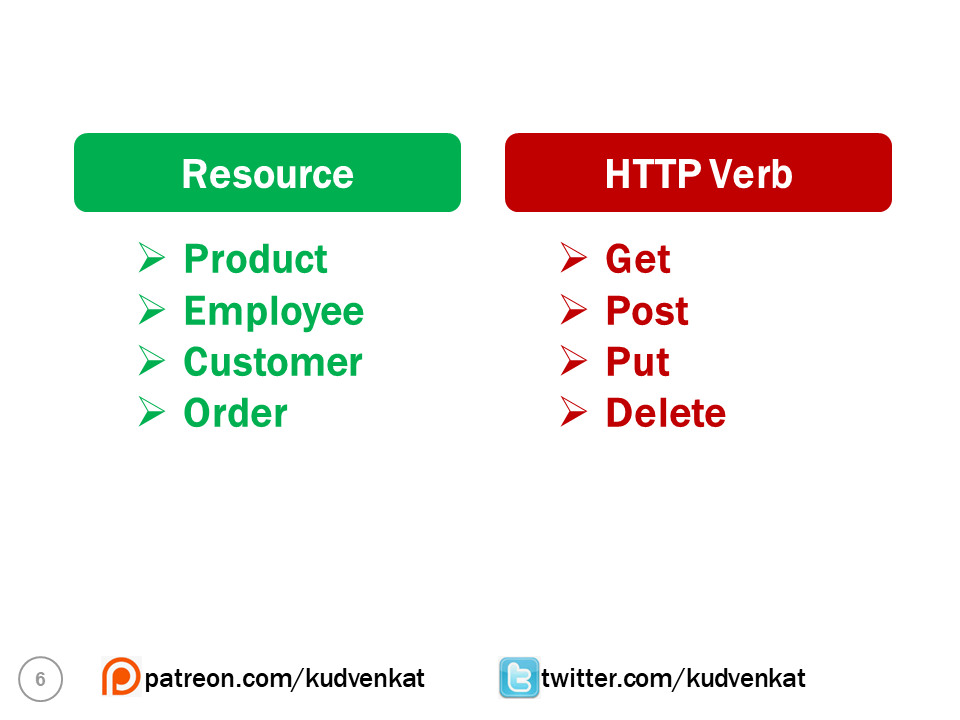 Resource
Product
Employee
Customer
Order
HTTP Verb
Get
Post
Put
Delete
6
patreon.com/kudvenkat
twitter.com/kudvenkat